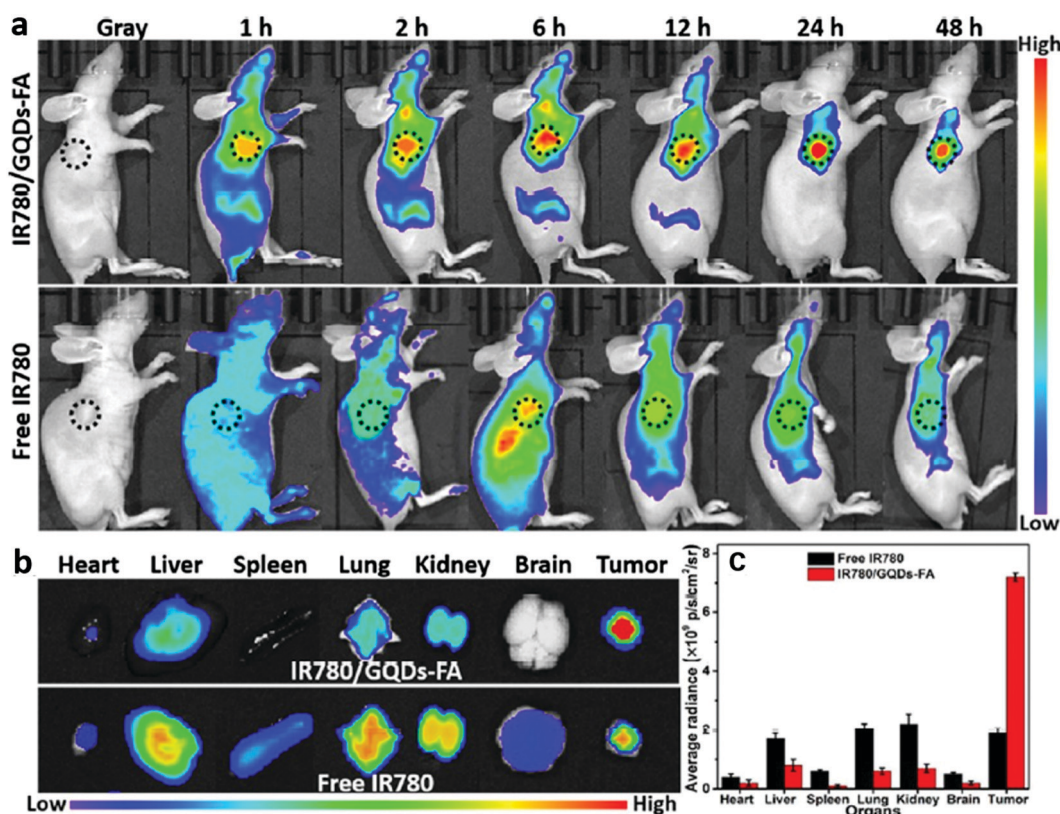 a
Gray 1 h 2 h 6 h 12 h 24 h 48 h
High
IR780/GQDs-FA
Free IR780
Low
b
Heart Liver Spleen Lung Kidney Brain Tumor
IR780/GQDs-FA
Free IR780
Low High
c
Free IR780
IR780/GQDs-FA
Average radiance (×10⁹ p/s/cm²/sr)
8
6
4
2
0
Heart Liver Spleen Lung Kidney Brain Tumor
Organs